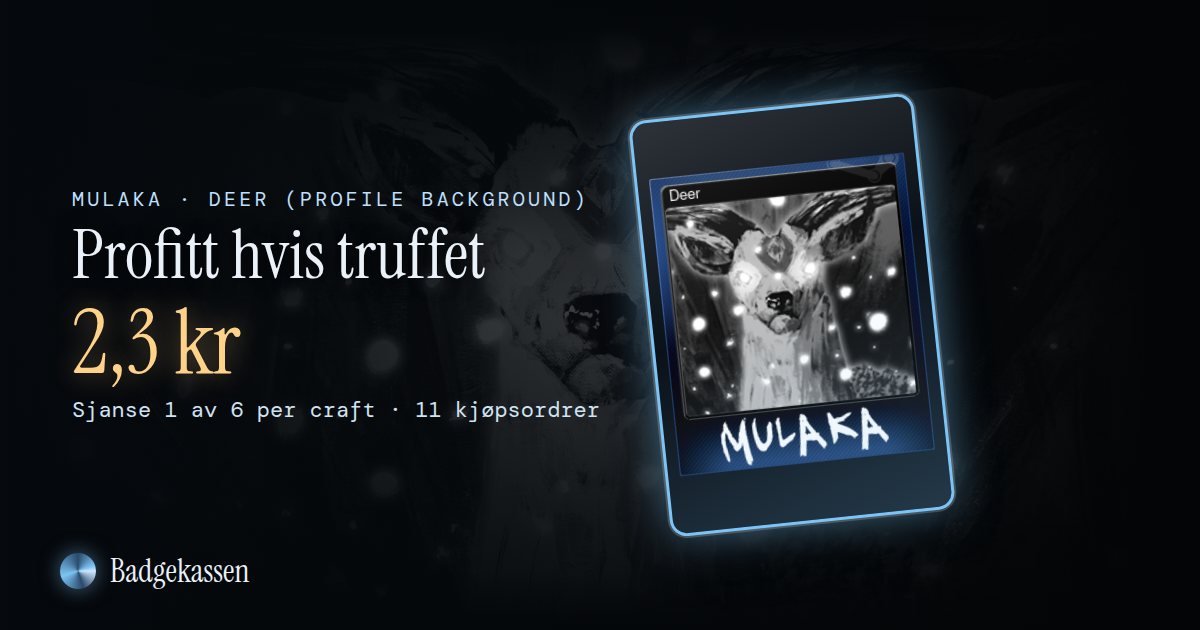 MULAKA · DEER (PROFILE BACKGROUND)
Profitt hvis truffet
2,3 kr
Sjanse 1 av 6 per craft · 11 kjøpsordrer
Badgekassen
Deer
MULAKA